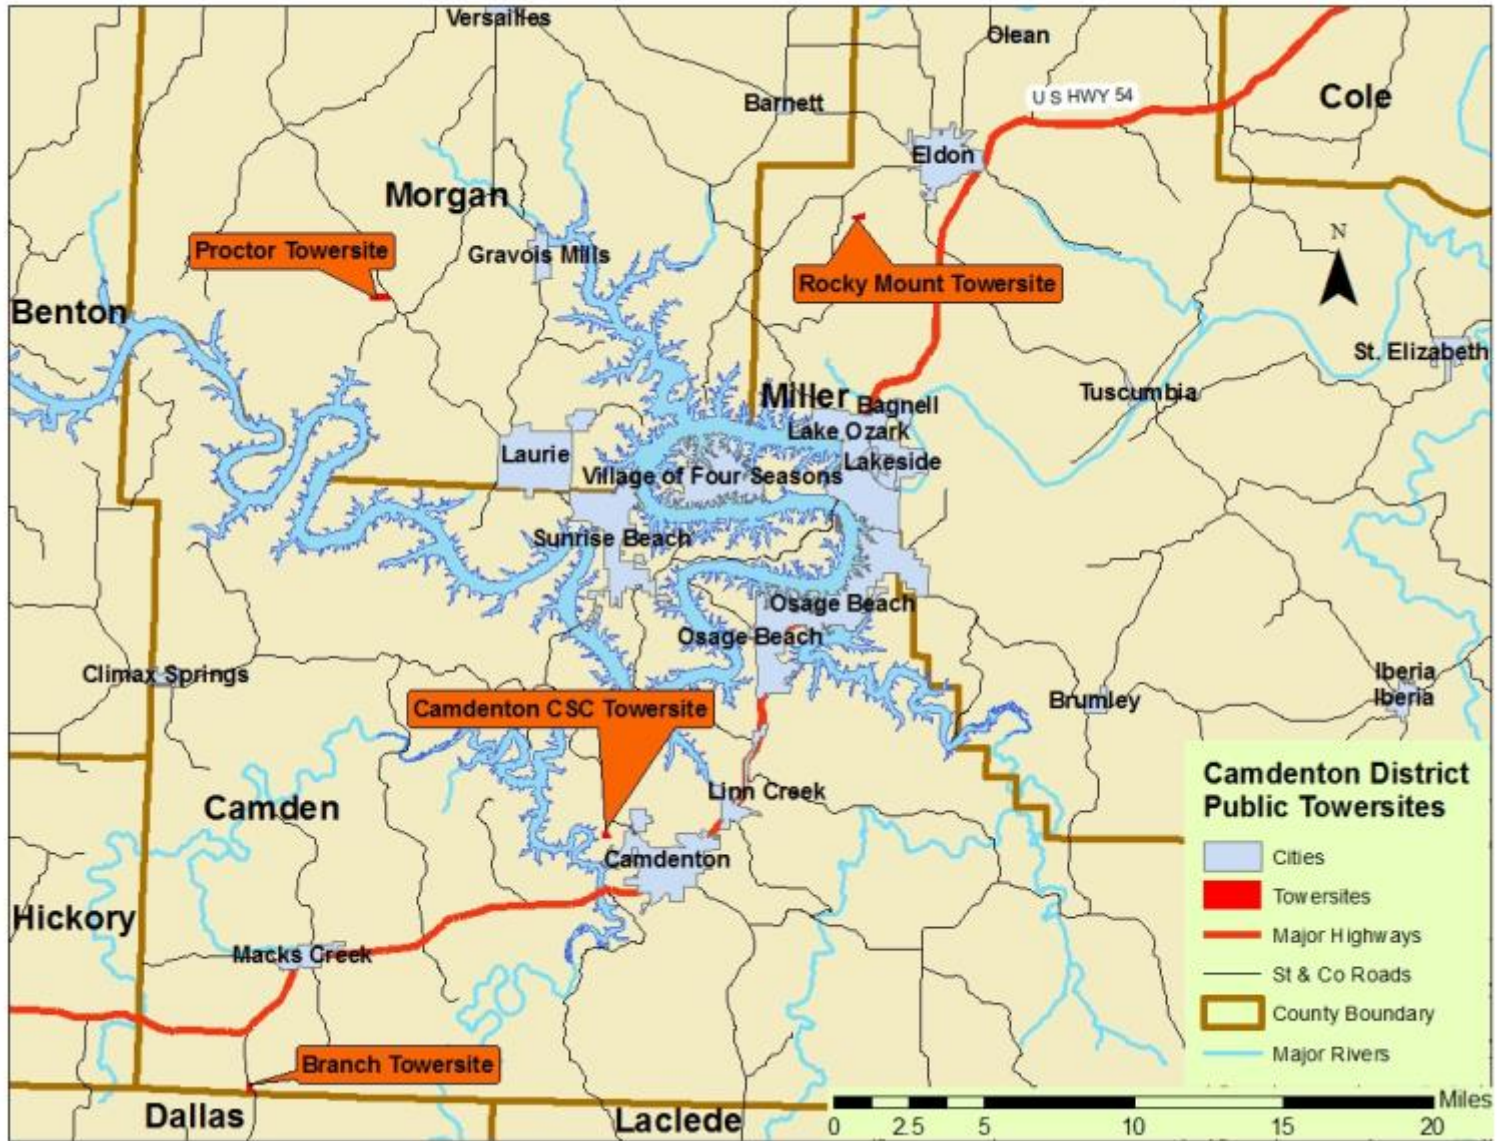 Versailles
Olean
Barnett
U S HWY 54
Cole
Eldon
Morgan
Proctor Towersite
Gravois Mills
Rocky Mount Towersite
N
Benton
St. Elizabeth
Miller
Bagnell
Tuscumbia
Lake Ozark
Laurie
Lakeside
Village of Four Seasons
Sunrise Beach
Osage Beach
Osage Beach
Climax Springs
Iberia
Iberia
Brumley
Camdenton CSC Towersite
Linn Creek
Camden
Camdenton
Hickory
Macks Creek
Branch Towersite
Dallas
Laclede
Camdenton District
Public Towersites
Cities
Towersites
Major Highways
St & Co Roads
County Boundary
Major Rivers
Miles
0 2.5 5 10 15 20